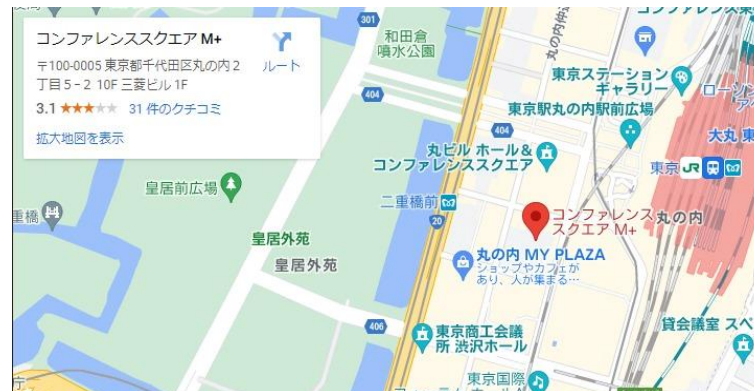 コンファレンススクエア M+
〒100-0005 東京都千代田区丸の内2
丁目5−2 10F 三菱ビル 1F
3.1 ★★★★★ 31 件のクチコミ
拡大地図を表示
ルート
301
和田倉
噴水公園
404
404
東京ステーション
ギャラリー
東京駅丸の内駅前広場
大丸 東
東京 JR
丸ビル ホール&
コンファレンススクエア
皇居前広場
二重橋前
20
重橋
コンファレンス
スクエア M+
丸の内
皇居外苑
皇居外苑
丸の内 MY PLAZA
ショップやカフェが
あり、人が集まる…
406
東京商工会議
所 渋沢ホール
貸会議室 スペ
東京国際
庁